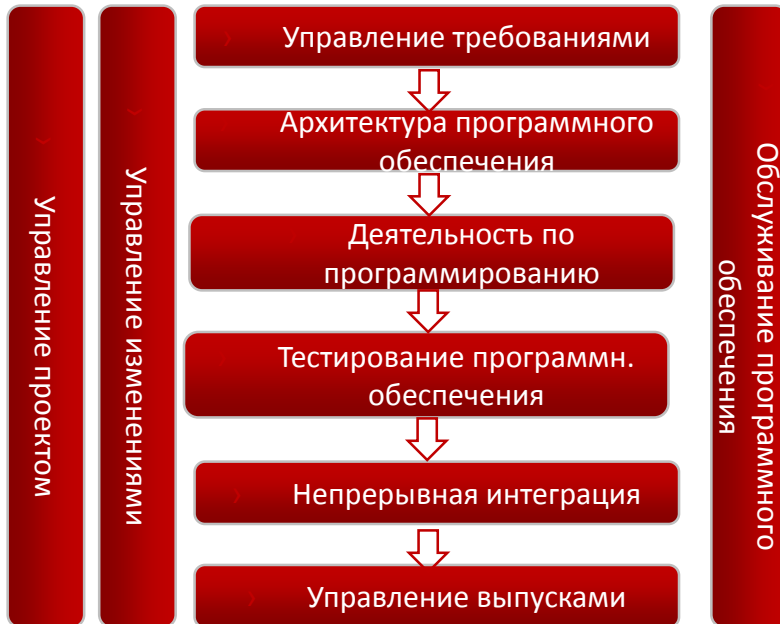 Управление проектом
Управление изменениями
Управление требованиями
Архитектура программного
обеспечения
Деятельность по
программированию
Тестирование программн.
обеспечения
Непрерывная интеграция
Управление выпусками
Обслуживание программного
обеспечения